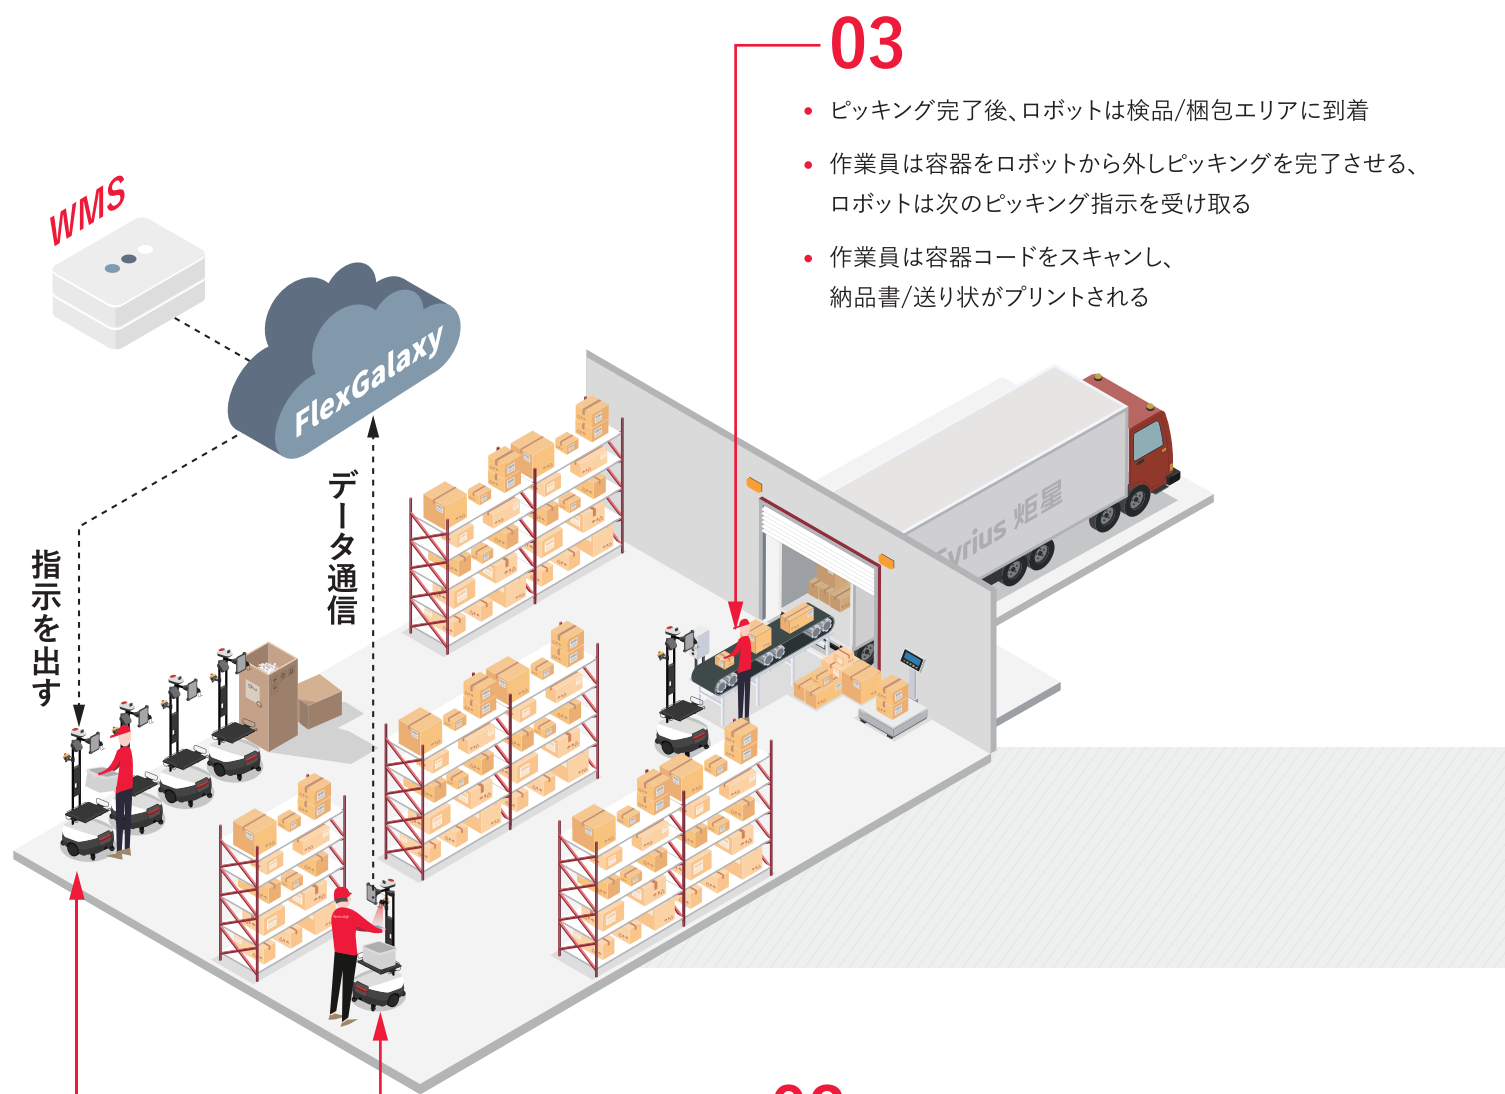 03
ピッキング完了後、ロボットは検品/梱包エリアに到着
作業員は容器をロボットから外しピッキングを完了させる、
ロボットは次のピッキング指示を受け取る
作業員は容器コードをスキャンし、
納品書/送り状がプリントされる
WMS
FlexGalaxy
データ通信
指示を出す
Syrius 炬星